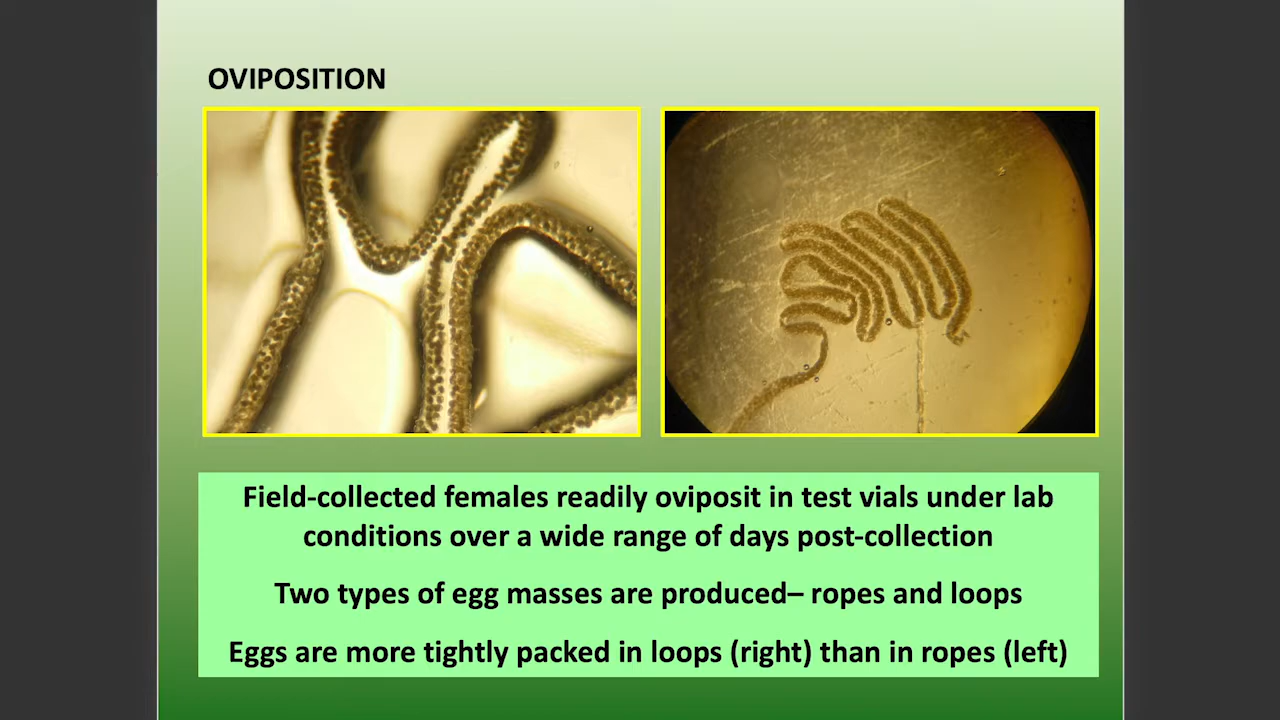 OVIPOSITION
Field-collected females readily oviposit in test vials under lab
conditions over a wide range of days post-collection
Two types of egg masses are produced– ropes and loops
Eggs are more tightly packed in loops (right) than in ropes (left)